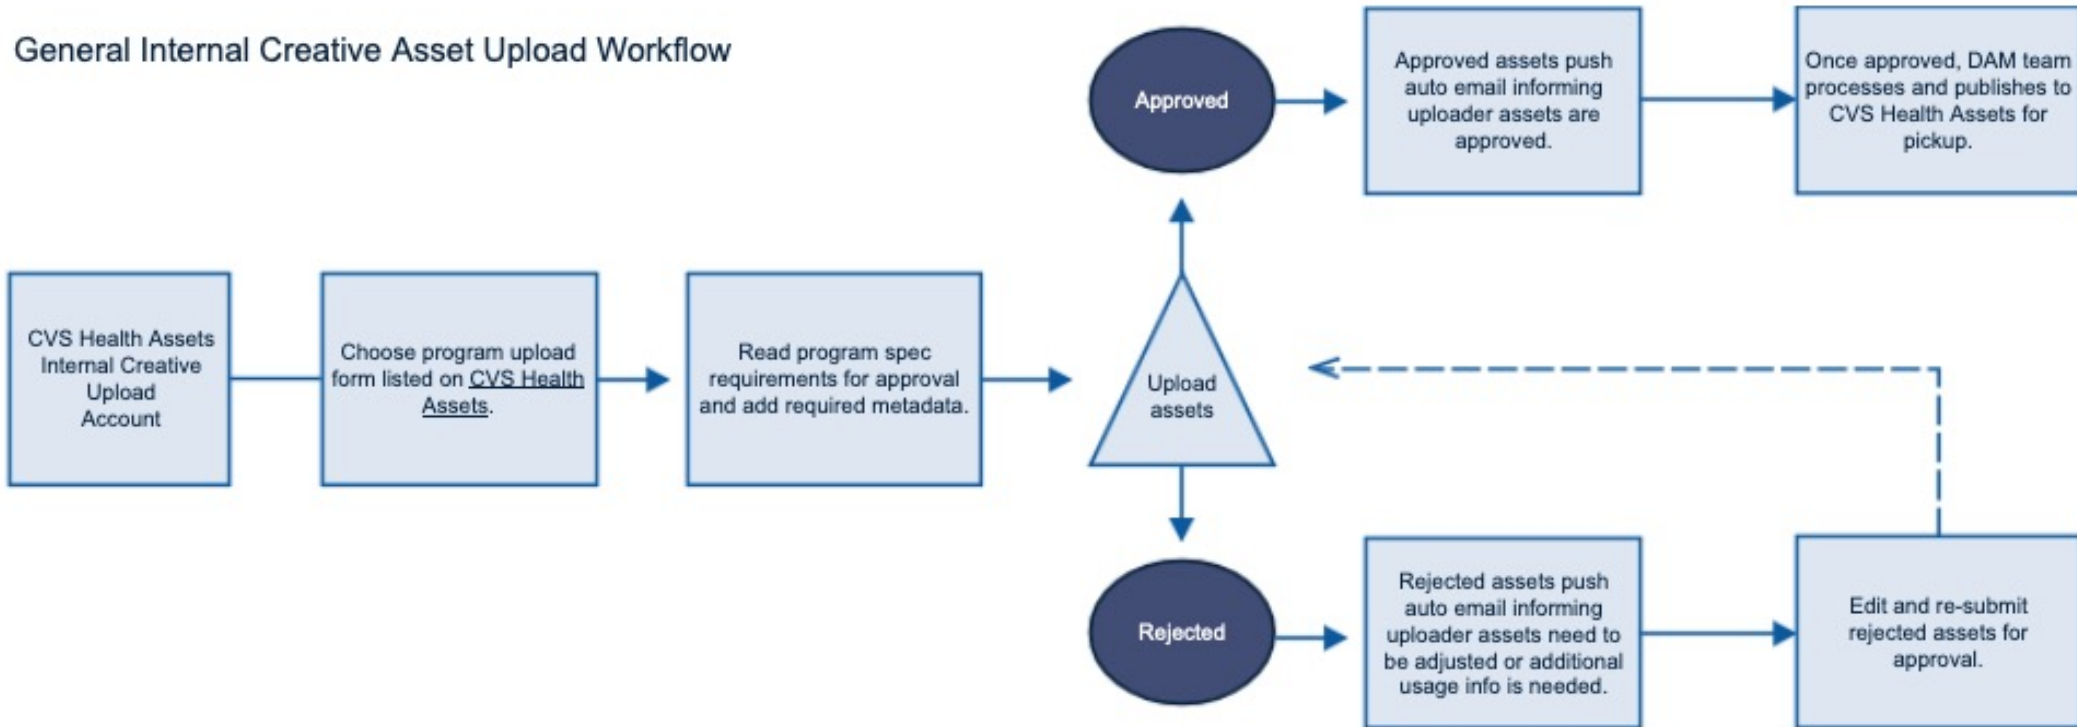 General Internal Creative Asset Upload Workflow
Approved
Approved assets push
auto email informing
uploader assets are
approved.
Once approved, DAM team
processes and publishes to
CVS Health Assets for
pickup.
CVS Health Assets
Internal Creative
Upload
Account
Choose program upload
form listed on CVS Health
Assets.
Read program spec
requirements for approval
and add required metadata.
Upload
assets
Rejected
Rejected assets push
auto email informing
uploader assets need to
be adjusted or additional
usage info is needed.
Edit and re-submit
rejected assets for
approval.